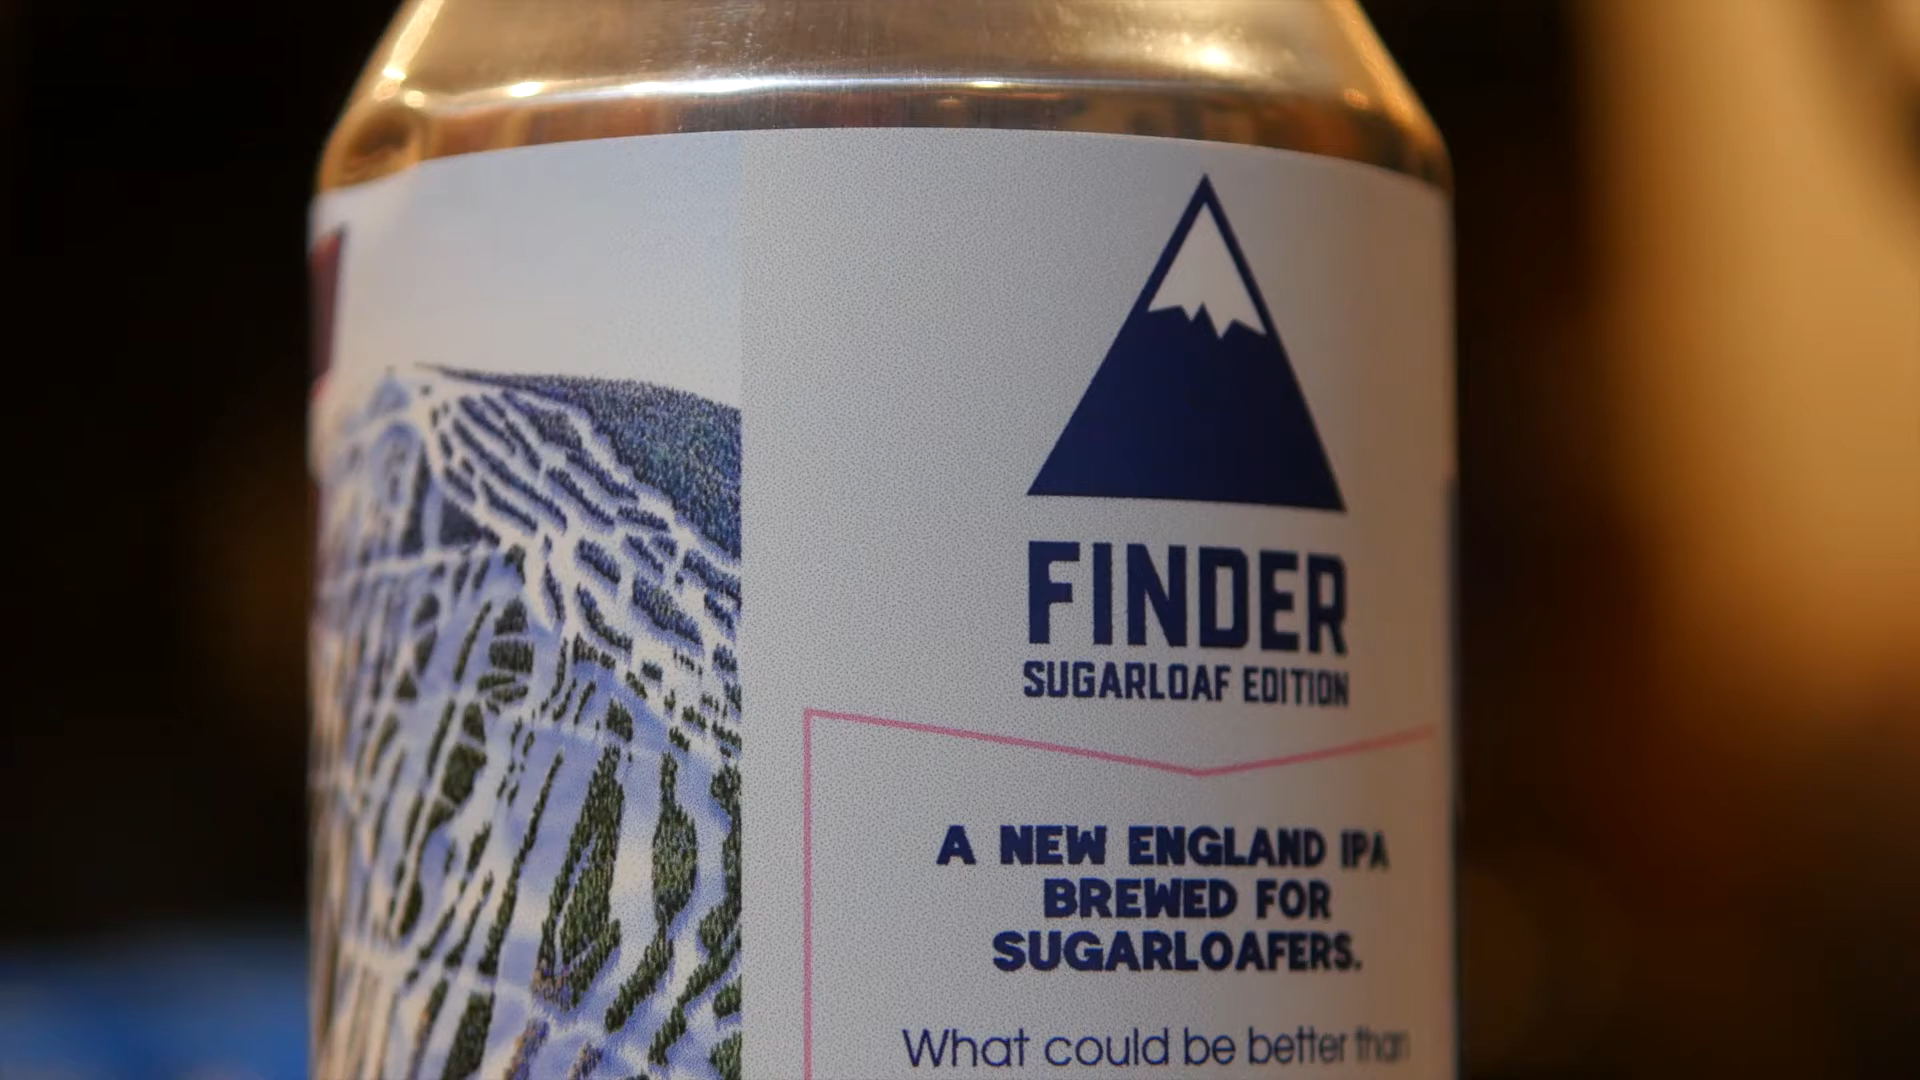 FINDER
SUGARLOAF EDITION
A NEW ENGLAND IPA
BREWED FOR
SUGARLOAFERS.
What could be better than